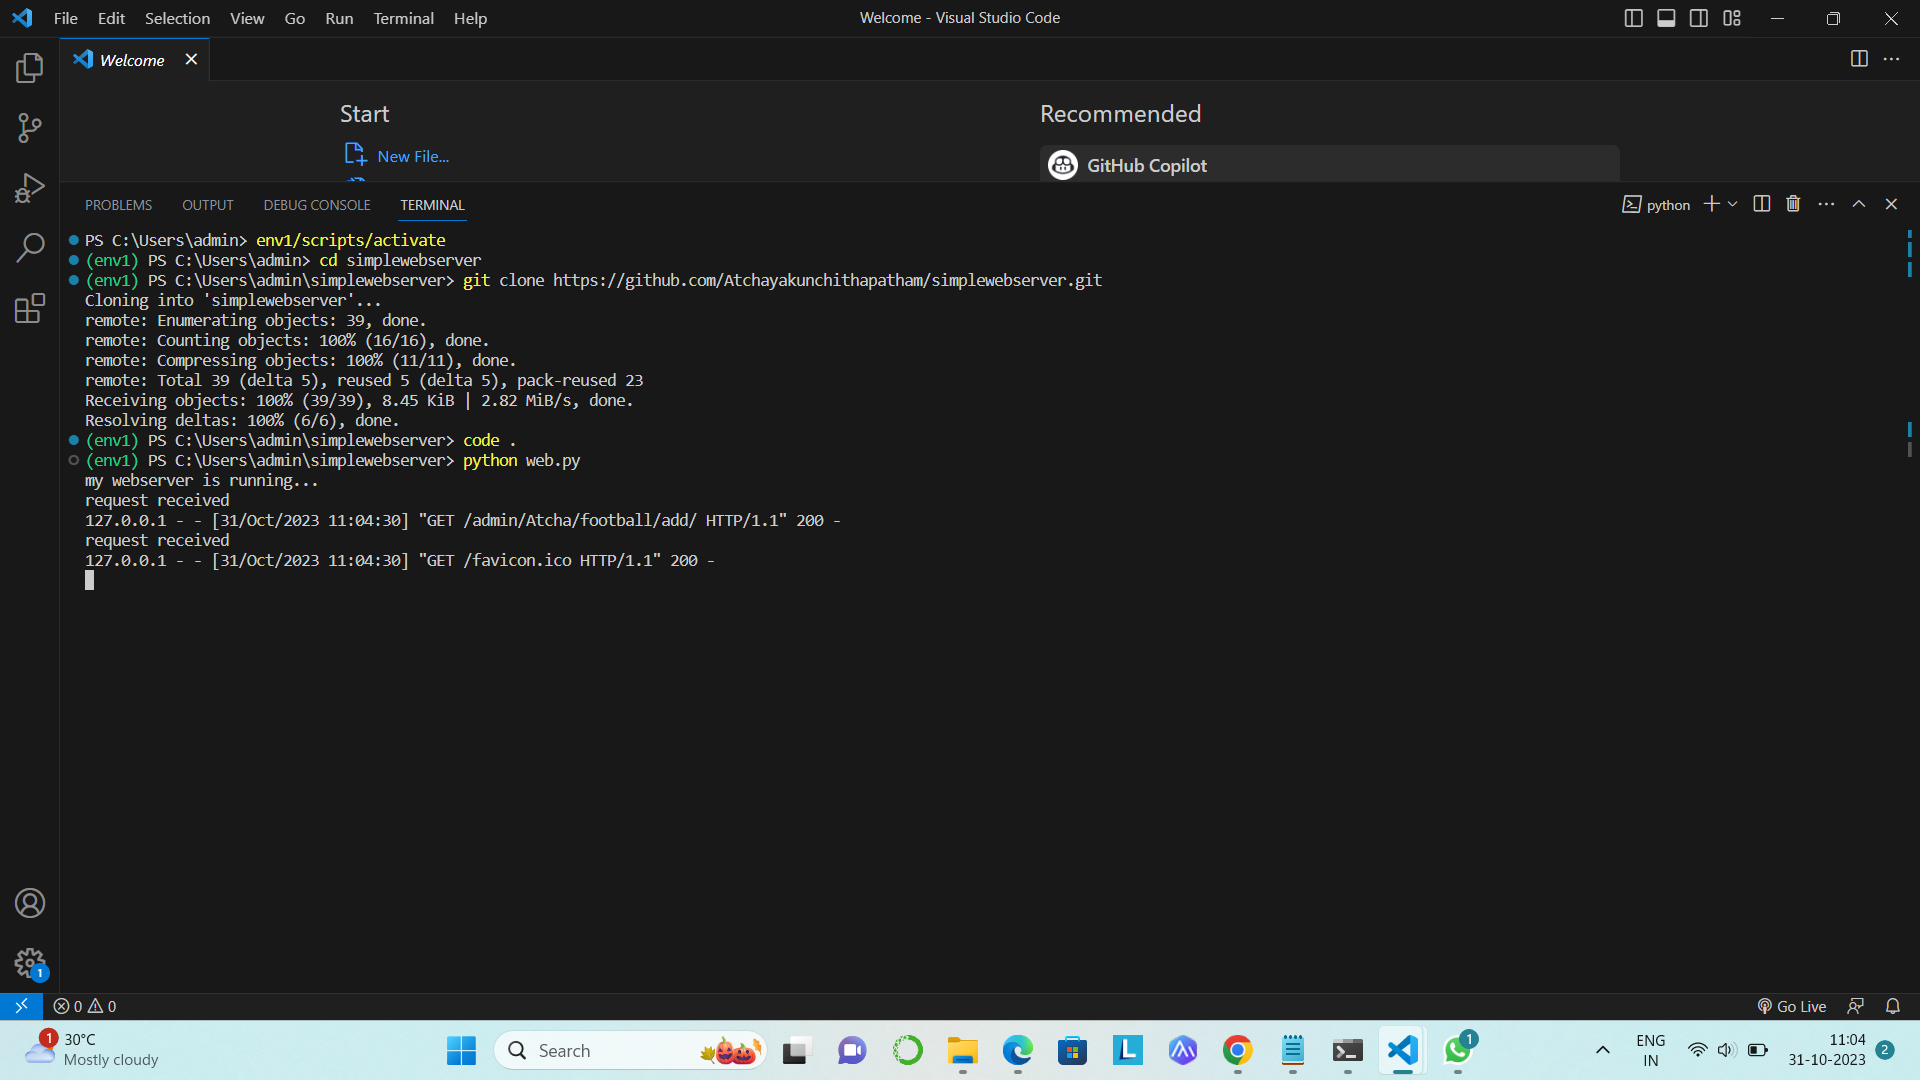 File Edit Selection View Go Run Terminal Help
Welcome - Visual Studio Code
Welcome
Start
Recommended
New File...
GitHub Copilot
PROBLEMS OUTPUT DEBUG CONSOLE TERMINAL
python
PS C:\Users\admin> env1/scripts/activate
(env1) PS C:\Users\admin> cd simplewebserver
(env1) PS C:\Users\admin\simplewebserver> git clone https://github.com/Atchayakunchithapatham/simplewebserver.git
Cloning into 'simplewebserver'...
remote: Enumerating objects: 39, done.
remote: Counting objects: 100% (16/16), done.
remote: Compressing objects: 100% (11/11), done.
remote: Total 39 (delta 5), reused 5 (delta 5), pack-reused 23
Receiving objects: 100% (39/39), 8.45 KiB | 2.82 MiB/s, done.
Resolving deltas: 100% (6/6), done.
(env1) PS C:\Users\admin\simplewebserver> code .
(env1) PS C:\Users\admin\simplewebserver> python web.py
my webserver is running...
request received
127.0.0.1 - - [31/Oct/2023 11:04:30] "GET /admin/Atcha/football/add/ HTTP/1.1" 200 -
request received
127.0.0.1 - - [31/Oct/2023 11:04:30] "GET /favicon.ico HTTP/1.1" 200 -
1
0 0
Go Live
1
30°C
Mostly cloudy
Search
L
1
ENG
IN
11:04
31-10-2023
2